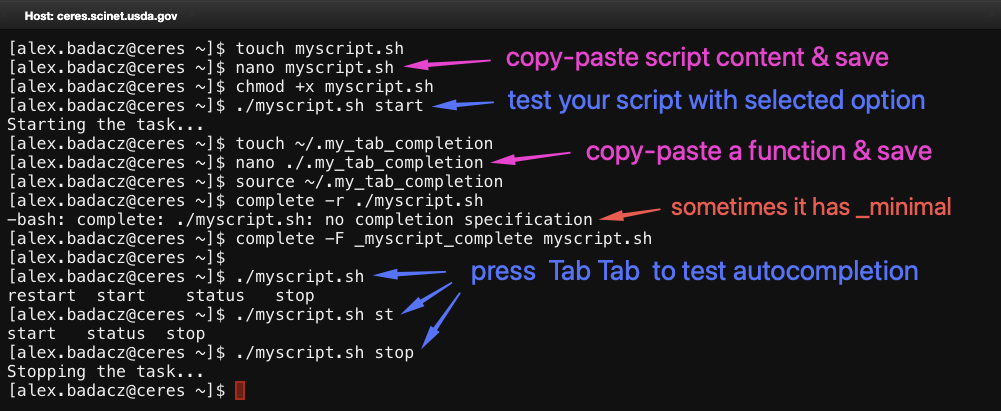 Host: ceres.scinet.usda.gov
[alex.badacz@ceres ~]$ touch myscript.sh
[alex.badacz@ceres ~]$ nano myscript.sh
copy-paste script content & save
[alex.badacz@ceres ~]$ chmod +x myscript.sh
[alex.badacz@ceres ~]$ ./myscript.sh start
test your script with selected option
Starting the task...
[alex.badacz@ceres ~]$ touch ~/.my_tab_completion
[alex.badacz@ceres ~]$ nano ./.my_tab_completion
copy-paste a function & save
[alex.badacz@ceres ~]$ source ~/.my_tab_completion
[alex.badacz@ceres ~]$ complete -r ./myscript.sh
-bash: complete: ./myscript.sh: no completion specification
sometimes it has _minimal
[alex.badacz@ceres ~]$ complete -F _myscript_complete myscript.sh
[alex.badacz@ceres ~]$
[alex.badacz@ceres ~]$ ./myscript.sh
press Tab Tab to test autocompletion
restart start status stop
[alex.badacz@ceres ~]$ ./myscript.sh st
start status stop
[alex.badacz@ceres ~]$ ./myscript.sh stop
Stopping the task...
[alex.badacz@ceres ~]$